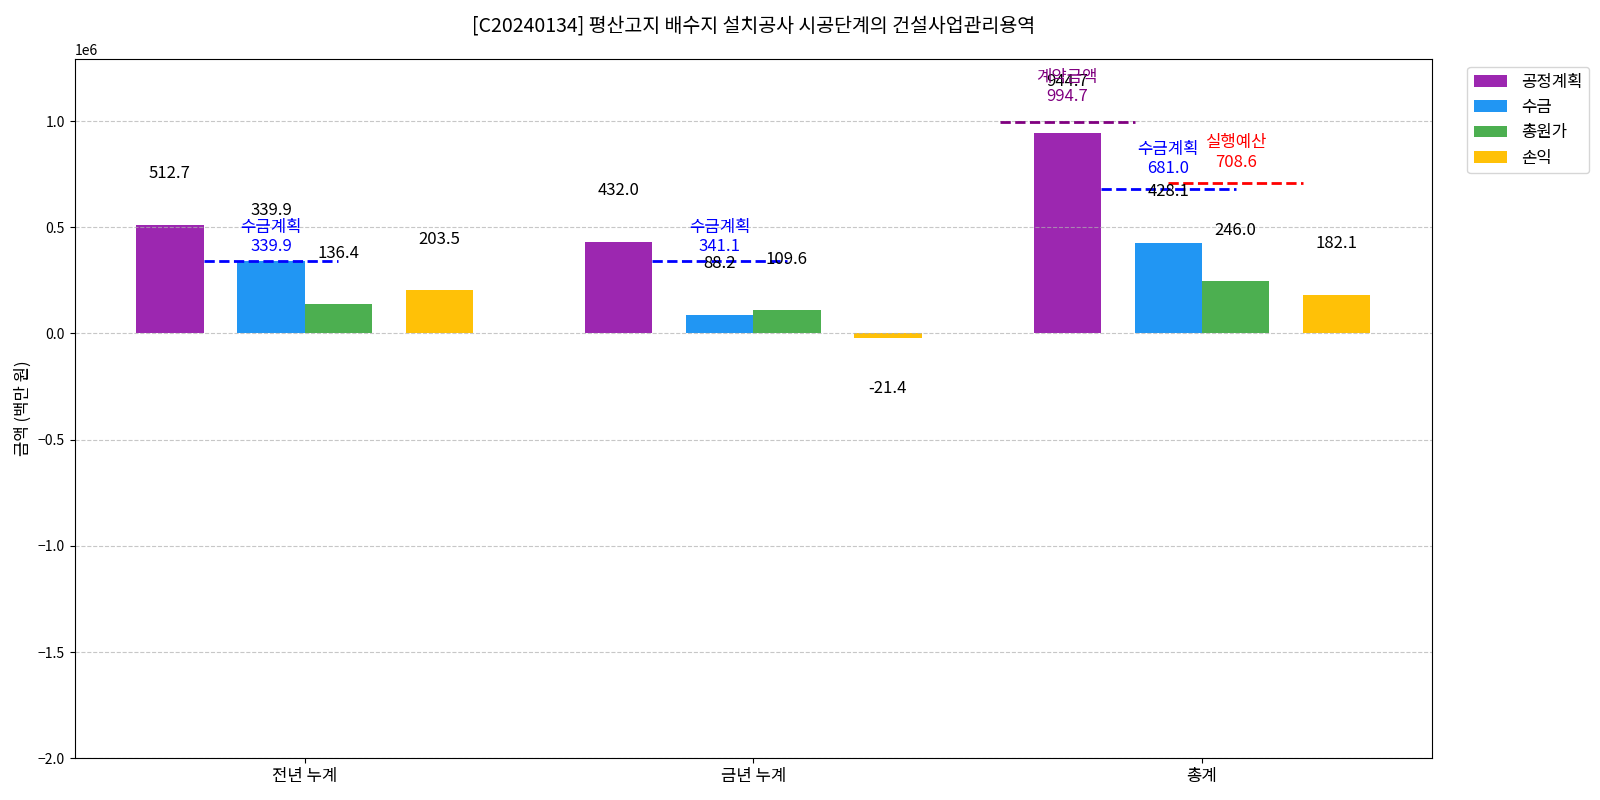 [C20240134] 평산고지 배수지 설치공사 시공단계의 건설사업관리용역
1e6
금액 (백만 원)
1.0
0.5
0.0
−0.5
−1.0
−1.5
−2.0
512.7
339.9
수금계획
339.9
136.4
203.5
432.0
수금계획
341.1
88.2
109.6
-21.4
계약금액
944.7
994.7
수금계획
681.0
실행예산
708.6
428.1
246.0
182.1
전년 누계
금년 누계
총계
공정계획
수금
총원가
손익